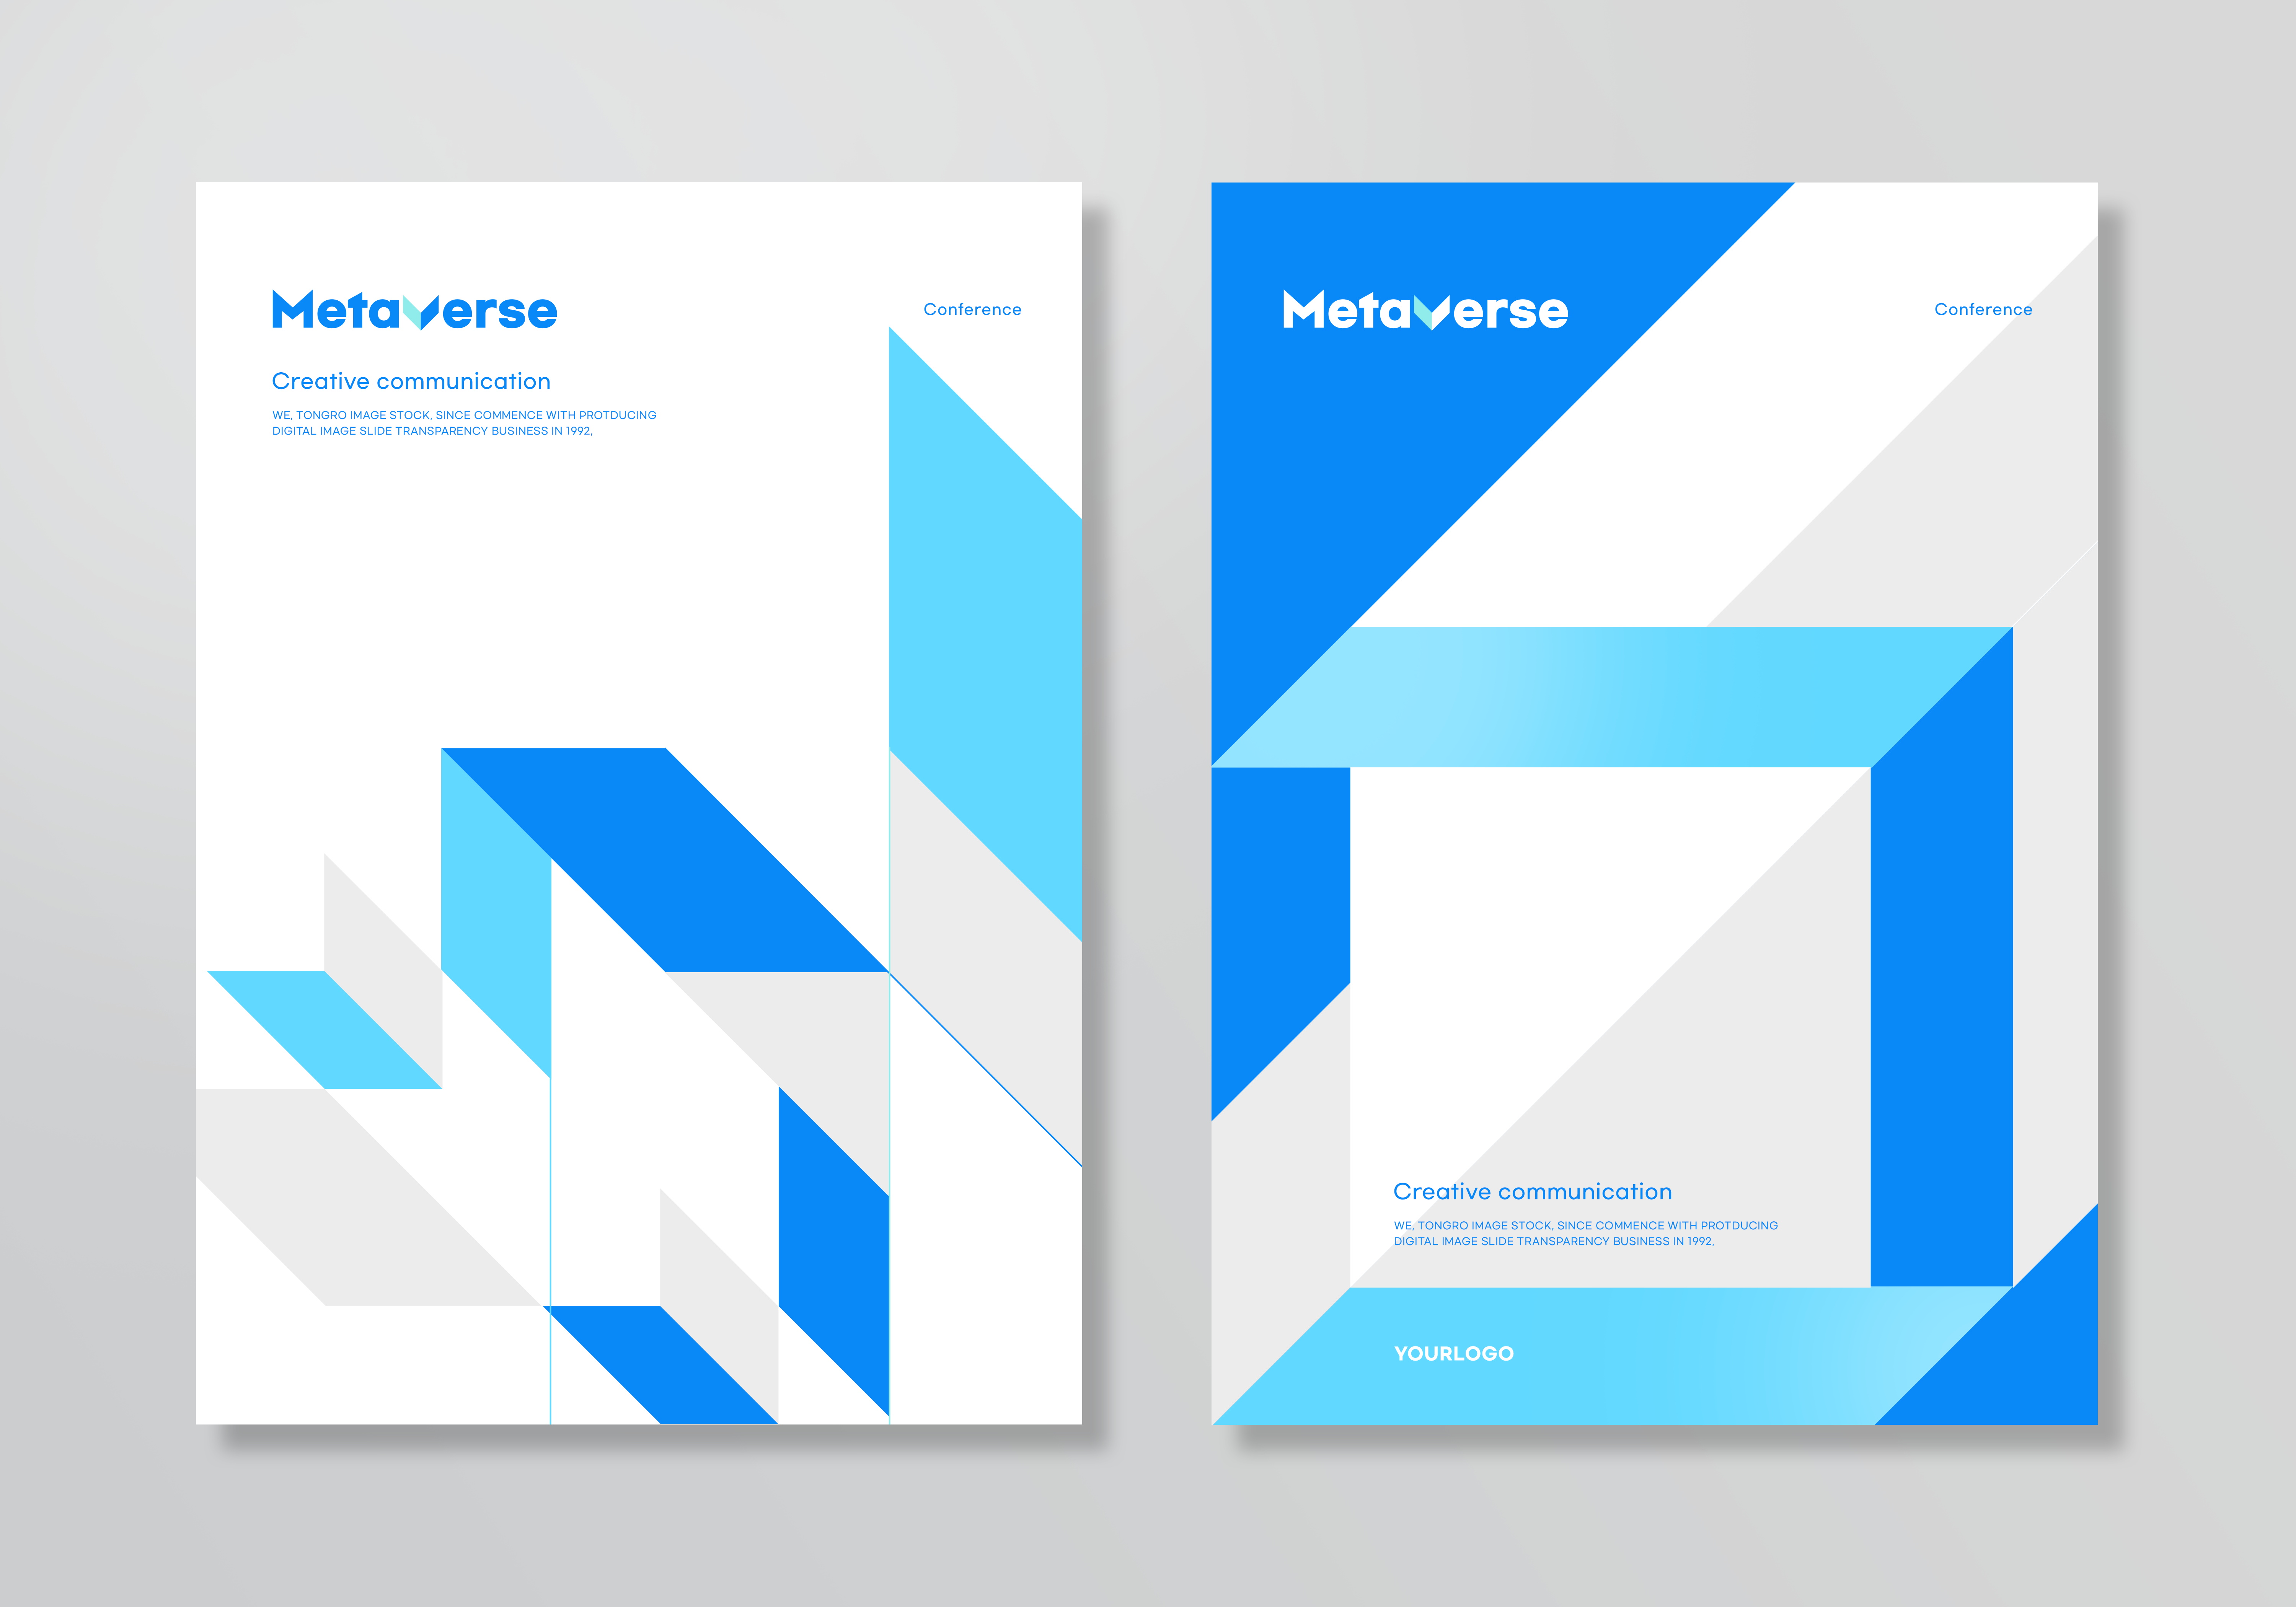 Metaverse
Conference
Creative communication
WE, TONGRO IMAGE STOCK, SINCE COMMENCE WITH PROTDUCING
DIGITAL IMAGE SLIDE TRANSPARENCY BUSINESS IN 1992,
Metaverse
Conference
Creative communication
WE, TONGRO IMAGE STOCK, SINCE COMMENCE WITH PROTDUCING
DIGITAL IMAGE SLIDE TRANSPARENCY BUSINESS IN 1992,
YOURLOGO